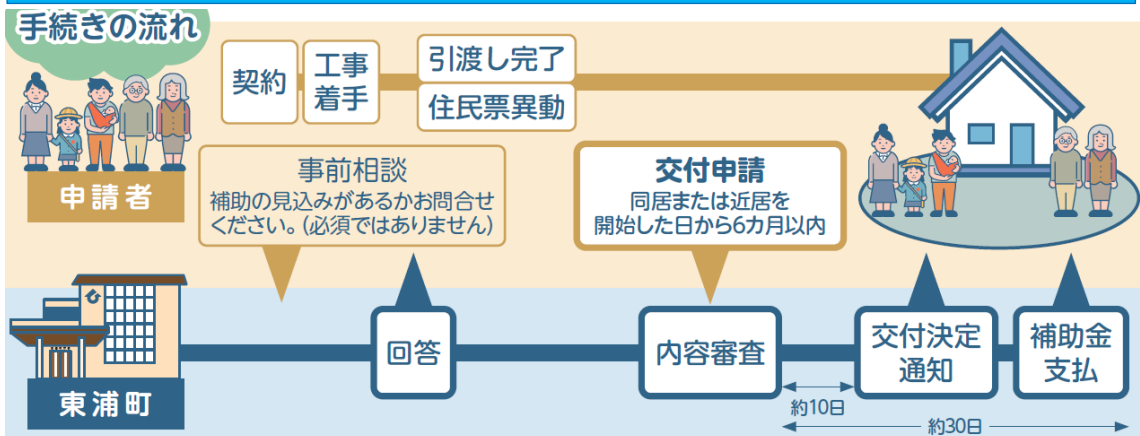 手続きの流れ
契約
工事
着手
引渡し完了
住民票異動
申請者
事前相談
補助の見込みがあるかお問合せ
ください。(必須ではありません)
交付申請
同居または近居を
開始した日から6カ月以内
東浦町
回答
内容審査
交付決定
通知
補助金
支払
約10日
約30日